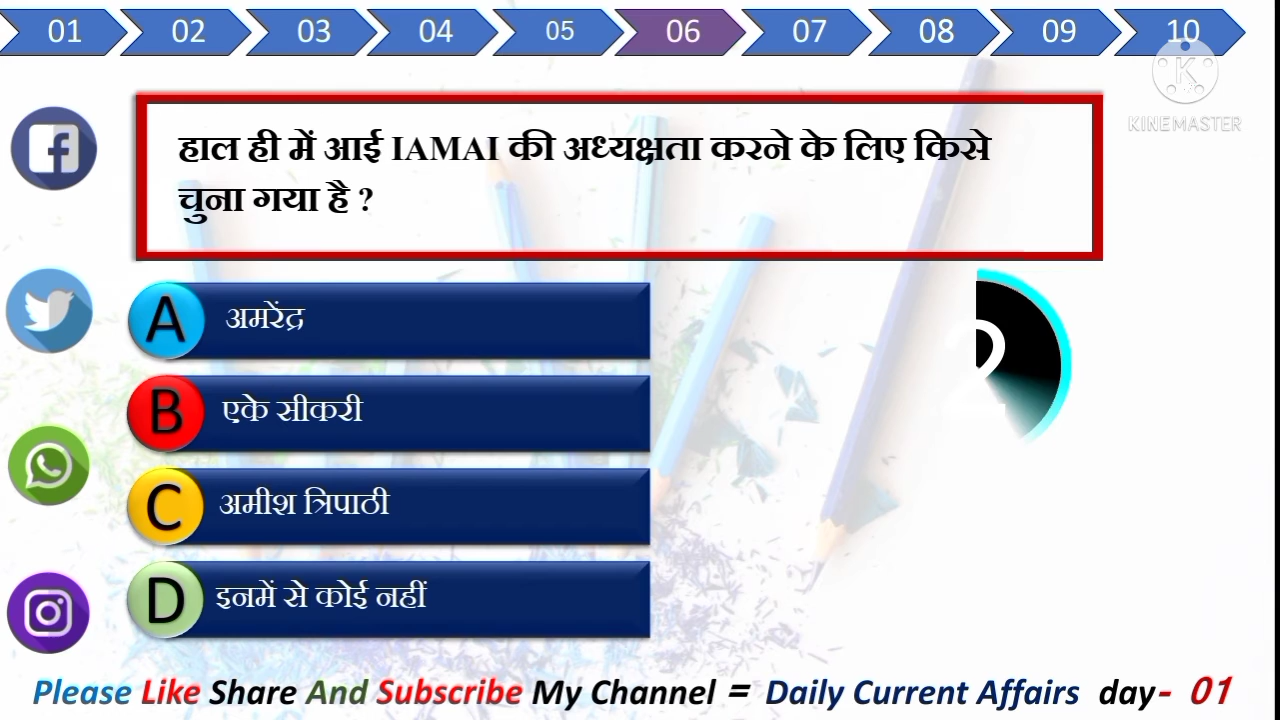 01 02 03 04 05 06 07 08 09 10
KINEMASTER
हाल ही में आई IAMAI की अध्यक्षता करने के लिए किसे
चुना गया है ?
A अमरेंद्र
2
B एके सीकरी
C अमीश त्रिपाठी
D इनमें से कोई नहीं
Please Like Share And Subscribe My Channel = Daily Current Affairs day- 01